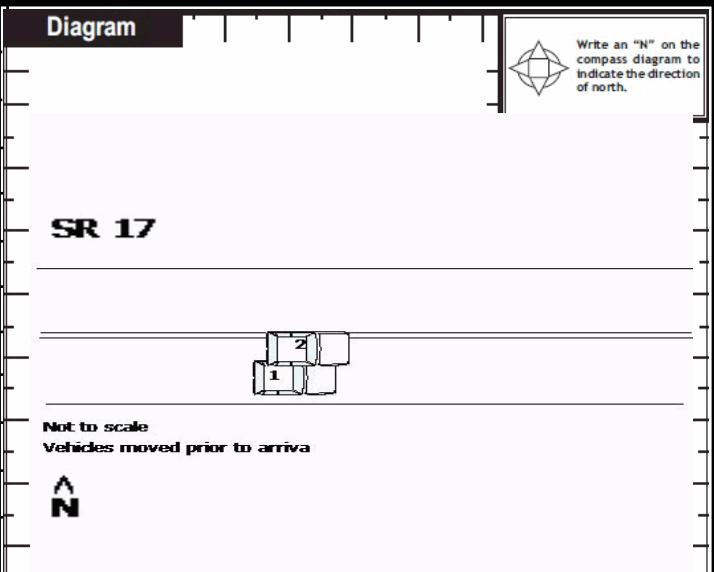 Diagram
Write an "N" on the
compass diagram to
indicate the direction
of north.
SR 17
2
1
Not to scale
Vehicles moved prior to arriva
N